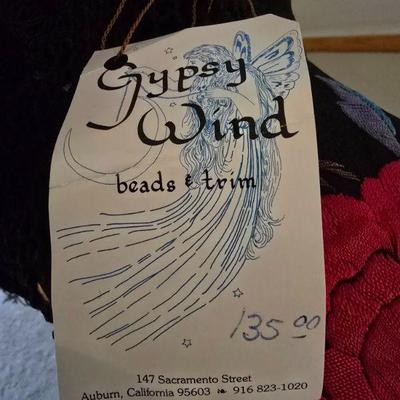 Gypsy
Wind
beads & trim
135 00
147 Sacramento Street
Auburn, California 95603 ❧ 916 823-1020